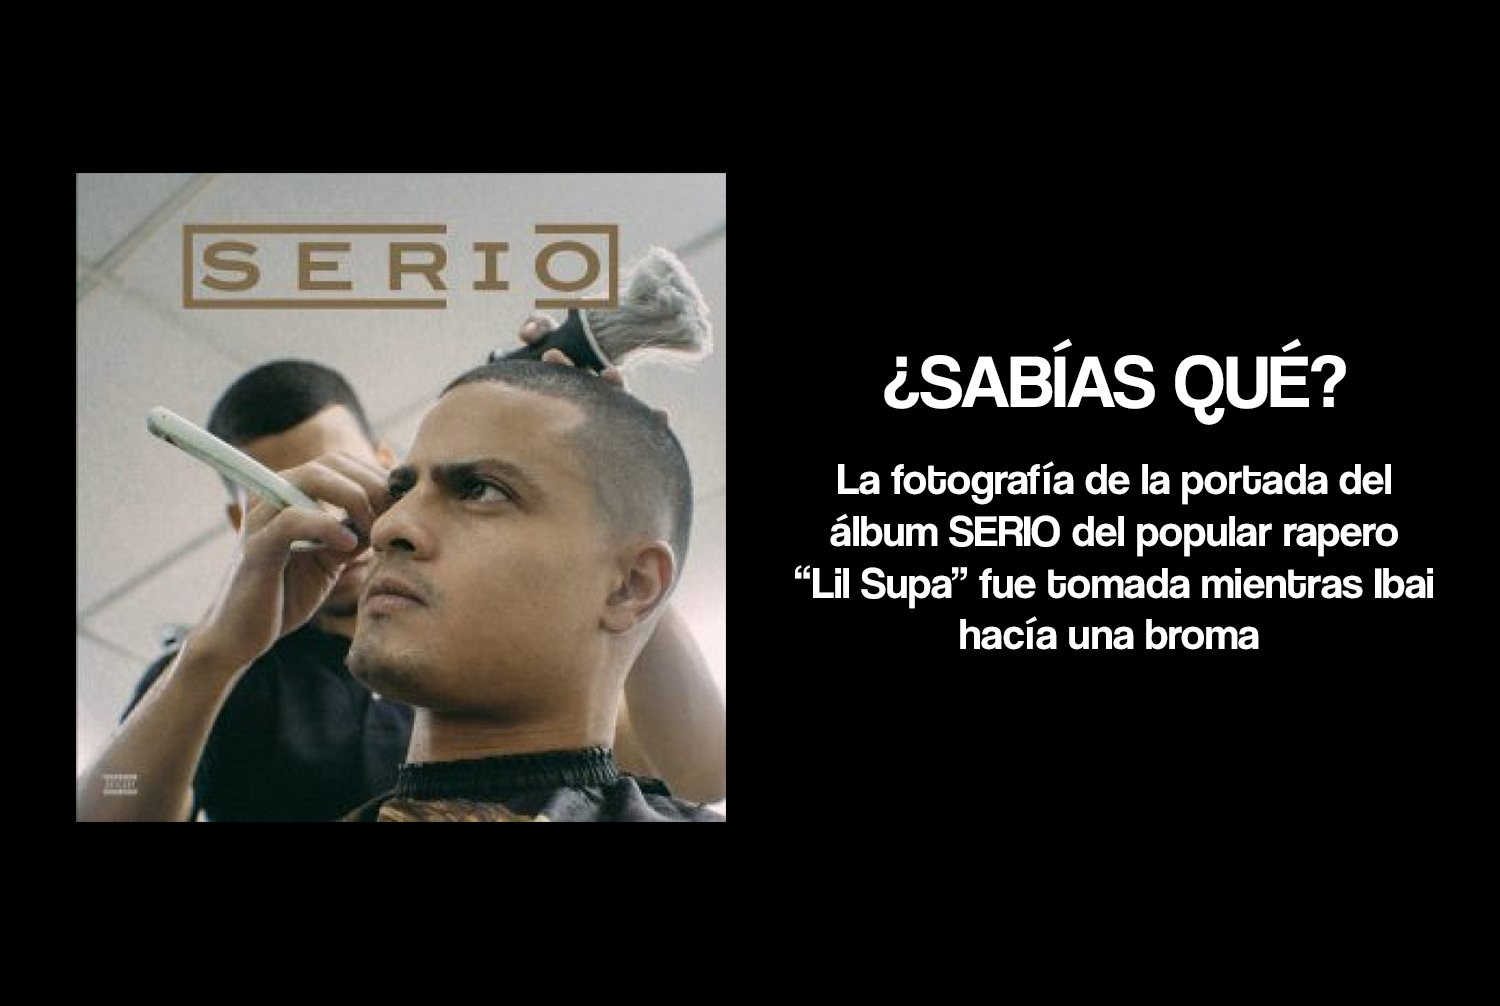 SERIO
¿SABÍAS QUÉ?
La fotografía de la portada del
álbum SERIO del popular rapero
“Lil Supa” fue tomada mientras Ibai
hacía una broma